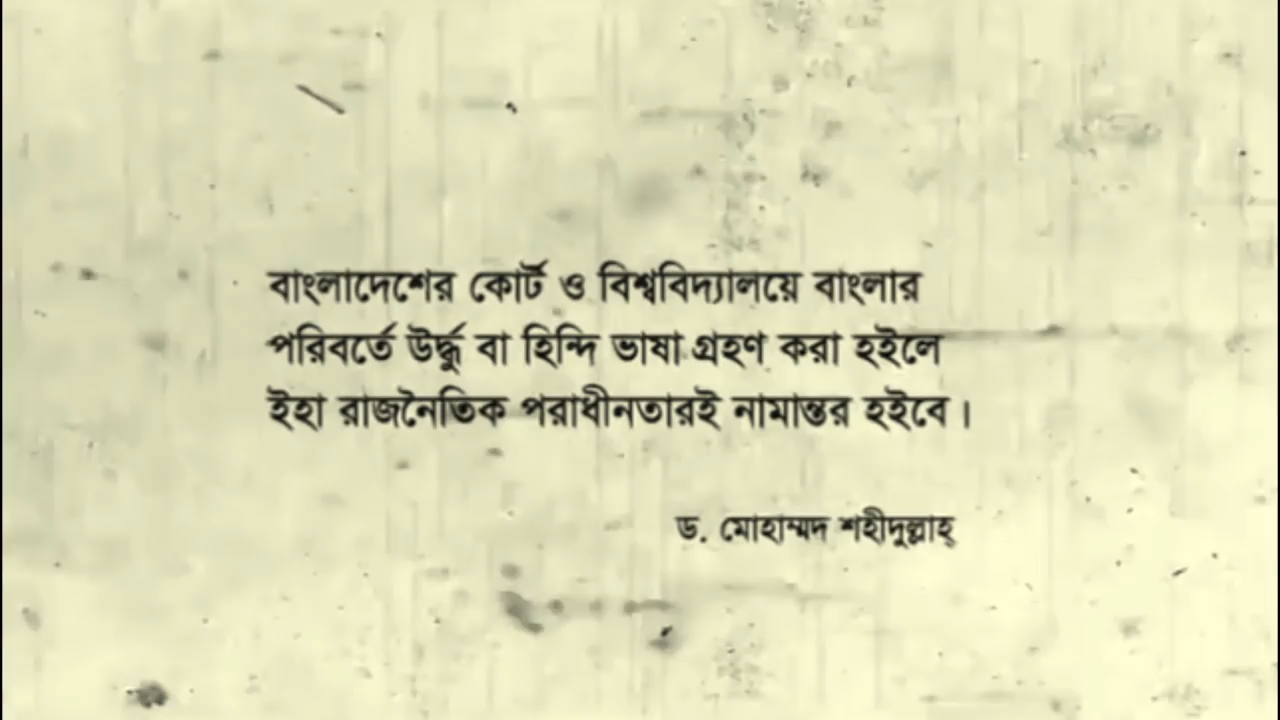 বাংলাদেশের কোর্ট ও বিশ্ববিদ্যালয়ে বাংলার
পরিবর্তে উর্দ্দু বা হিন্দি ভাষা গ্রহণ করা হইলে
ইহা রাজনৈতিক পরাধীনতারই নামান্তর হইবে।
ড. মোহাম্মদ শহীদুল্লাহ্